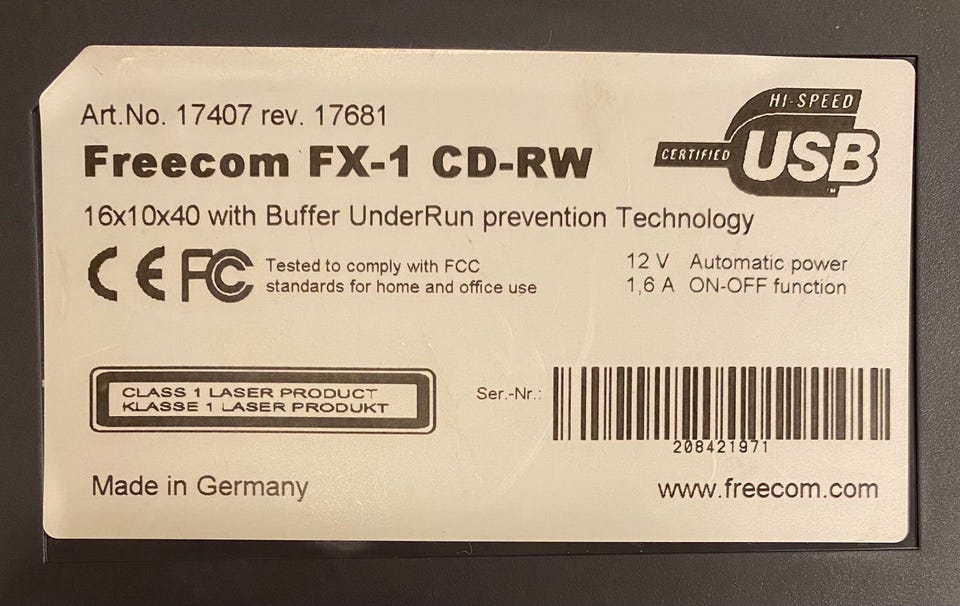 Art.No. 17407 rev. 17681
HI-SPEED
CERTIFIED USB™
Freecom FX-1 CD-RW
16x10x40 with Buffer UnderRun prevention Technology
CE FC Tested to comply with FCC
standards for home and office use
12 V Automatic power
1,6 A ON-OFF function
CLASS 1 LASER PRODUCT
KLASSE 1 LASER PRODUKT
Ser.-Nr.:
208421971
Made in Germany
www.freecom.com